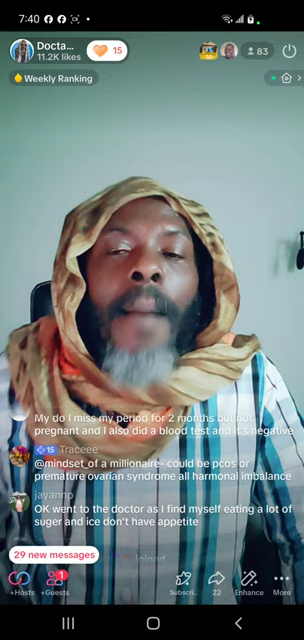 7:40
Docta...
11.2K likes
15
10
83
Weekly Ranking
My do I miss my period for 2 months but not
pregnant and I also did a blood test and it's negative
15 Traceee
@mindset_of a millionaire- could be pcos or
premature ovarian syndrome all harmonal imbalance
jayannp
OK went to the doctor as I find myself eating a lot of
suger and ice don't have appetite
29 new messages
joined
+Hosts
1
+Guests
Subscri...
22
Enhance
More